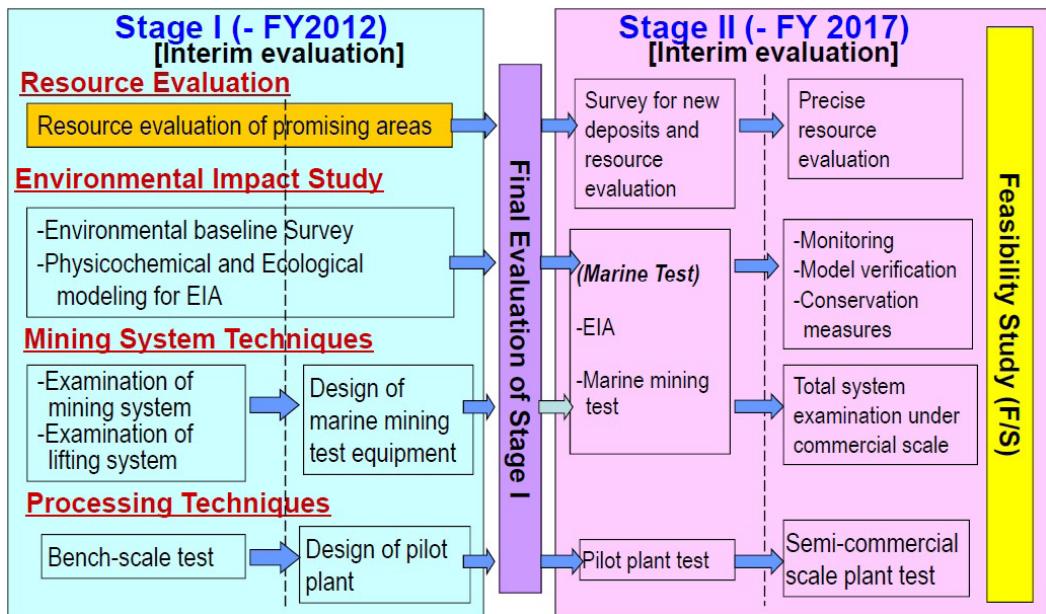 Stage I (- FY2012)
[Interim evaluation]
Resource Evaluation
Resource evaluation of promising areas
Environmental Impact Study
-Environmental baseline Survey
-Physicochemical and Ecological
modeling for EIA
Mining System Techniques
-Examination of
mining system
-Examination of
lifting system
Design of
marine mining
test equipment
Processing Techniques
Bench-scale test
Design of pilot
plant
Final Evaluation of Stage I
Stage II (- FY 2017)
[Interim evaluation]
Survey for new
deposits and
resource
evaluation
Precise
resource
evaluation
(Marine Test)
-EIA
-Marine mining
test
-Monitoring
-Model verification
-Conservation
measures
Total system
examination under
commercial scale
Pilot plant test
Semi-commercial
scale plant test
Feasibility Study (F/S)